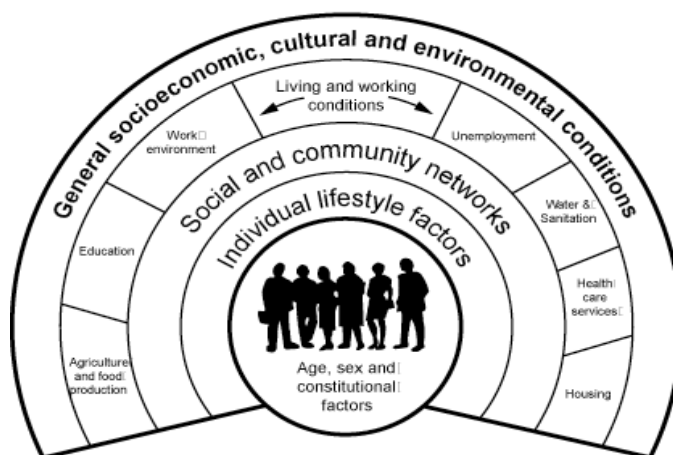 General socioeconomic, cultural and environmental conditions
Living and working
conditions
Work
environment
Unemployment
Social and community networks
Individual lifestyle factors
Education
Water &
Sanitation
Health
care
services
Agriculture
and food
production
Housing
Age, sex and
constitutional
factors